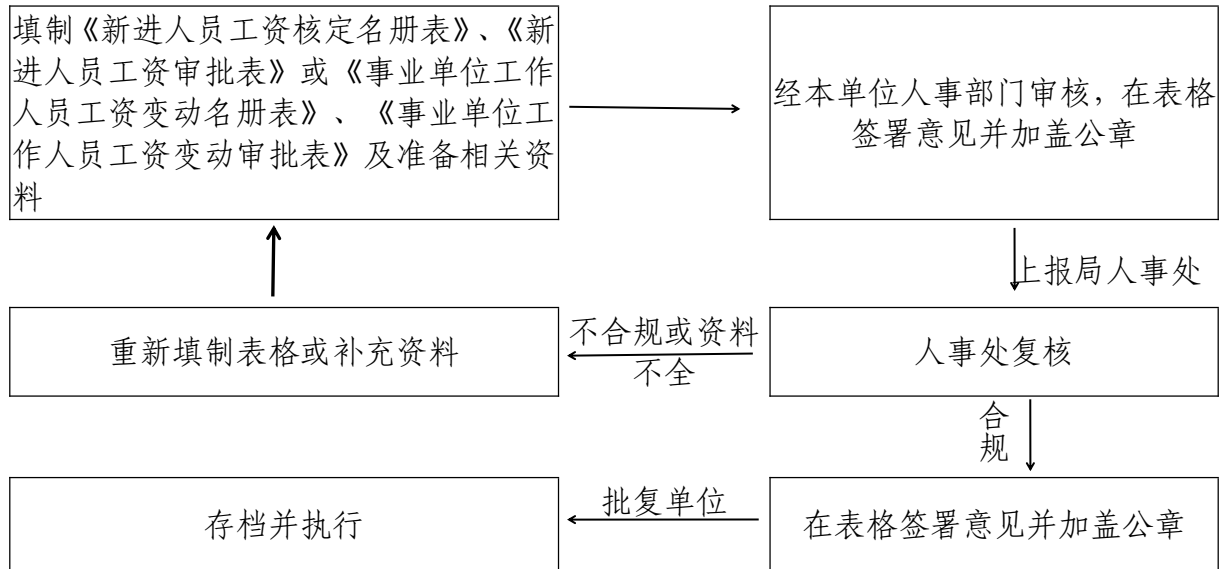 填制《新进人员工资核定名册表》、《新
进人员工资审批表》或《事业单位工作
人员工资变动名册表》、《事业单位工
作人员工资变动审批表》及准备相关资
料
经本单位人事部门审核，在表格
签署意见并加盖公章
上报局人事处
重新填制表格或补充资料
不合规或资料
不全
人事处复核
合
规
存档并执行
批复单位
在表格签署意见并加盖公章